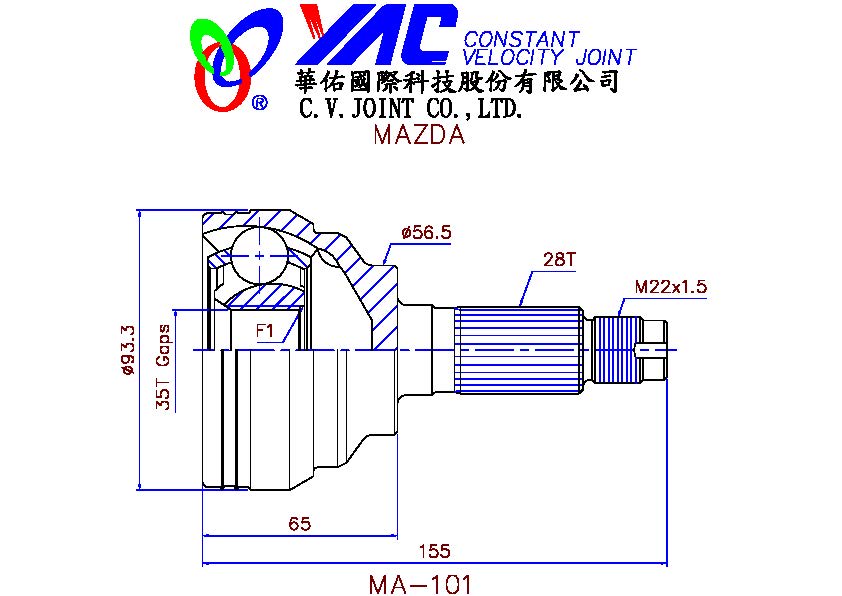 YAC CONSTANT
VELOCITY JOINT
®
華佑國際科技股份有限公司
C.V.JOINT CO.,LTD.
MAZDA
ø56.5
28T
M22x1.5
F1
ø93.3
35T Gaps
65
155
MA-101